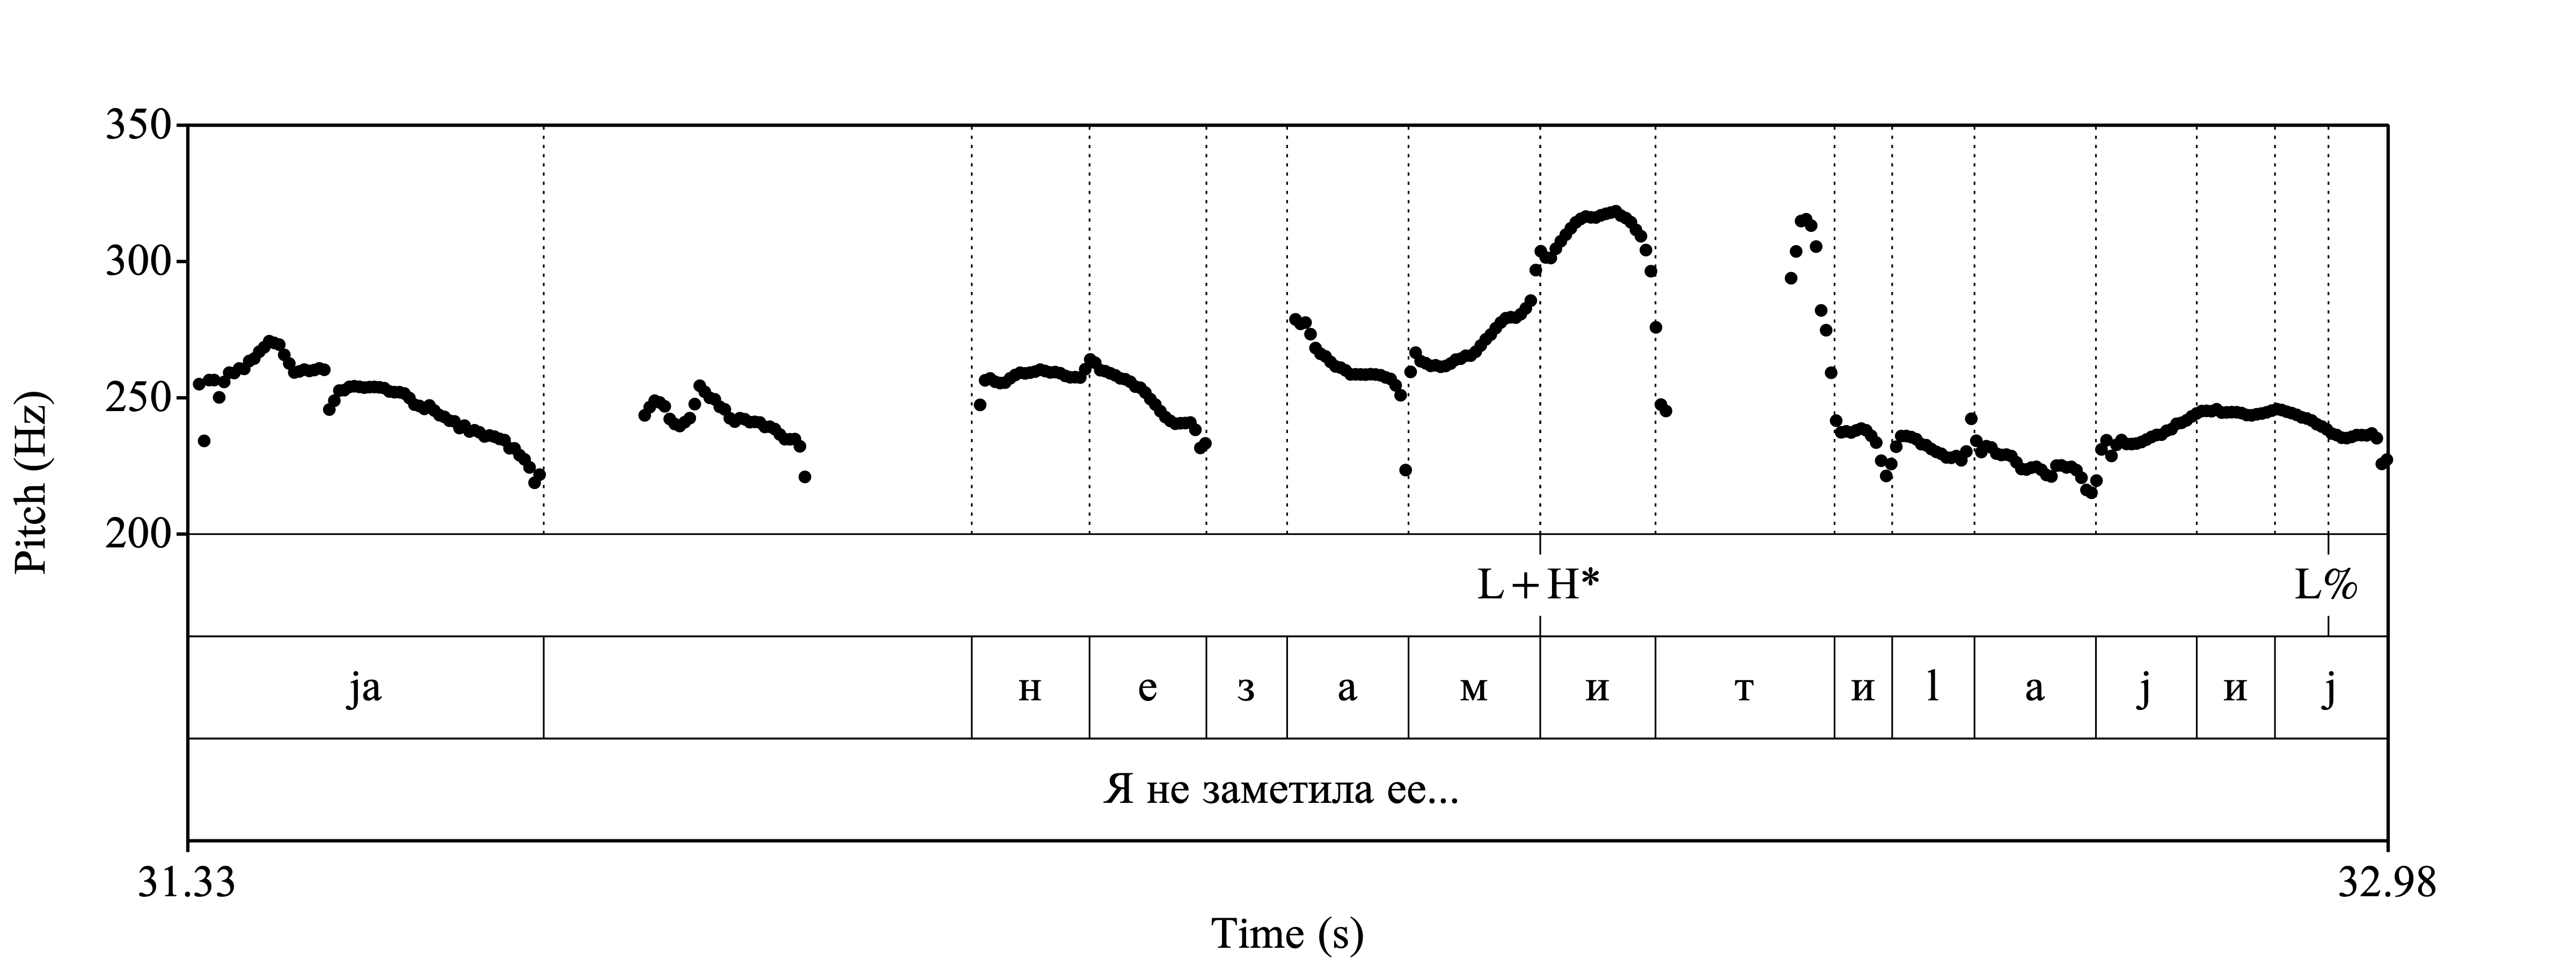 350
300
250
200
Pitch (Hz)
L+H* L%
ja н е з а м и т и l а j и j
Я не заметила ее...
31.33 32.98
Time (s)